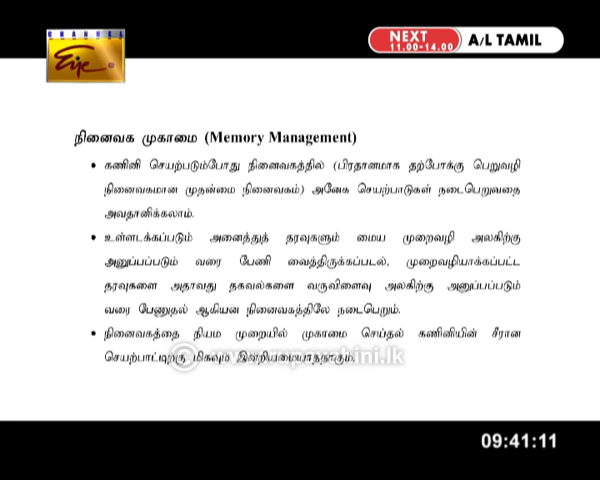 CHANNEL
Eye
NEXT
11.00-14.00
A/L TAMIL
நினைவக முகாமை (Memory Management)
• கணினி செயற்படும்போது நினைவகத்தில் (பிரதானமாக தற்போக்கு பெறுவழி
நினைவகமான முதன்மை நினைவகம்) அனேக செயற்பாடுகள் நடைபெறுவதை
அவதானிக்கலாம்.
• உள்ளடக்கப்படும் அனைத்துத் தரவுகளும் மைய முறைவழி அலகிற்கு
அனுப்பப்படும் வரை பேணி வைத்திருக்கப்படல், முறைவழியாக்கப்பட்ட
தரவுகளை அதாவது தகவல்களை வருவிளைவு அலகிற்கு அனுப்பப்படும்
வரை பேணுதல் ஆகியன நினைவகத்திலே நடைபெறும்.
• நினைவகத்தை நியம முறையில் முகாமை செய்தல் கணினியின் சீரான
செயற்பாட்டிற்கு மிகவும் இன்றியமையாததாகும்.
09:41:11